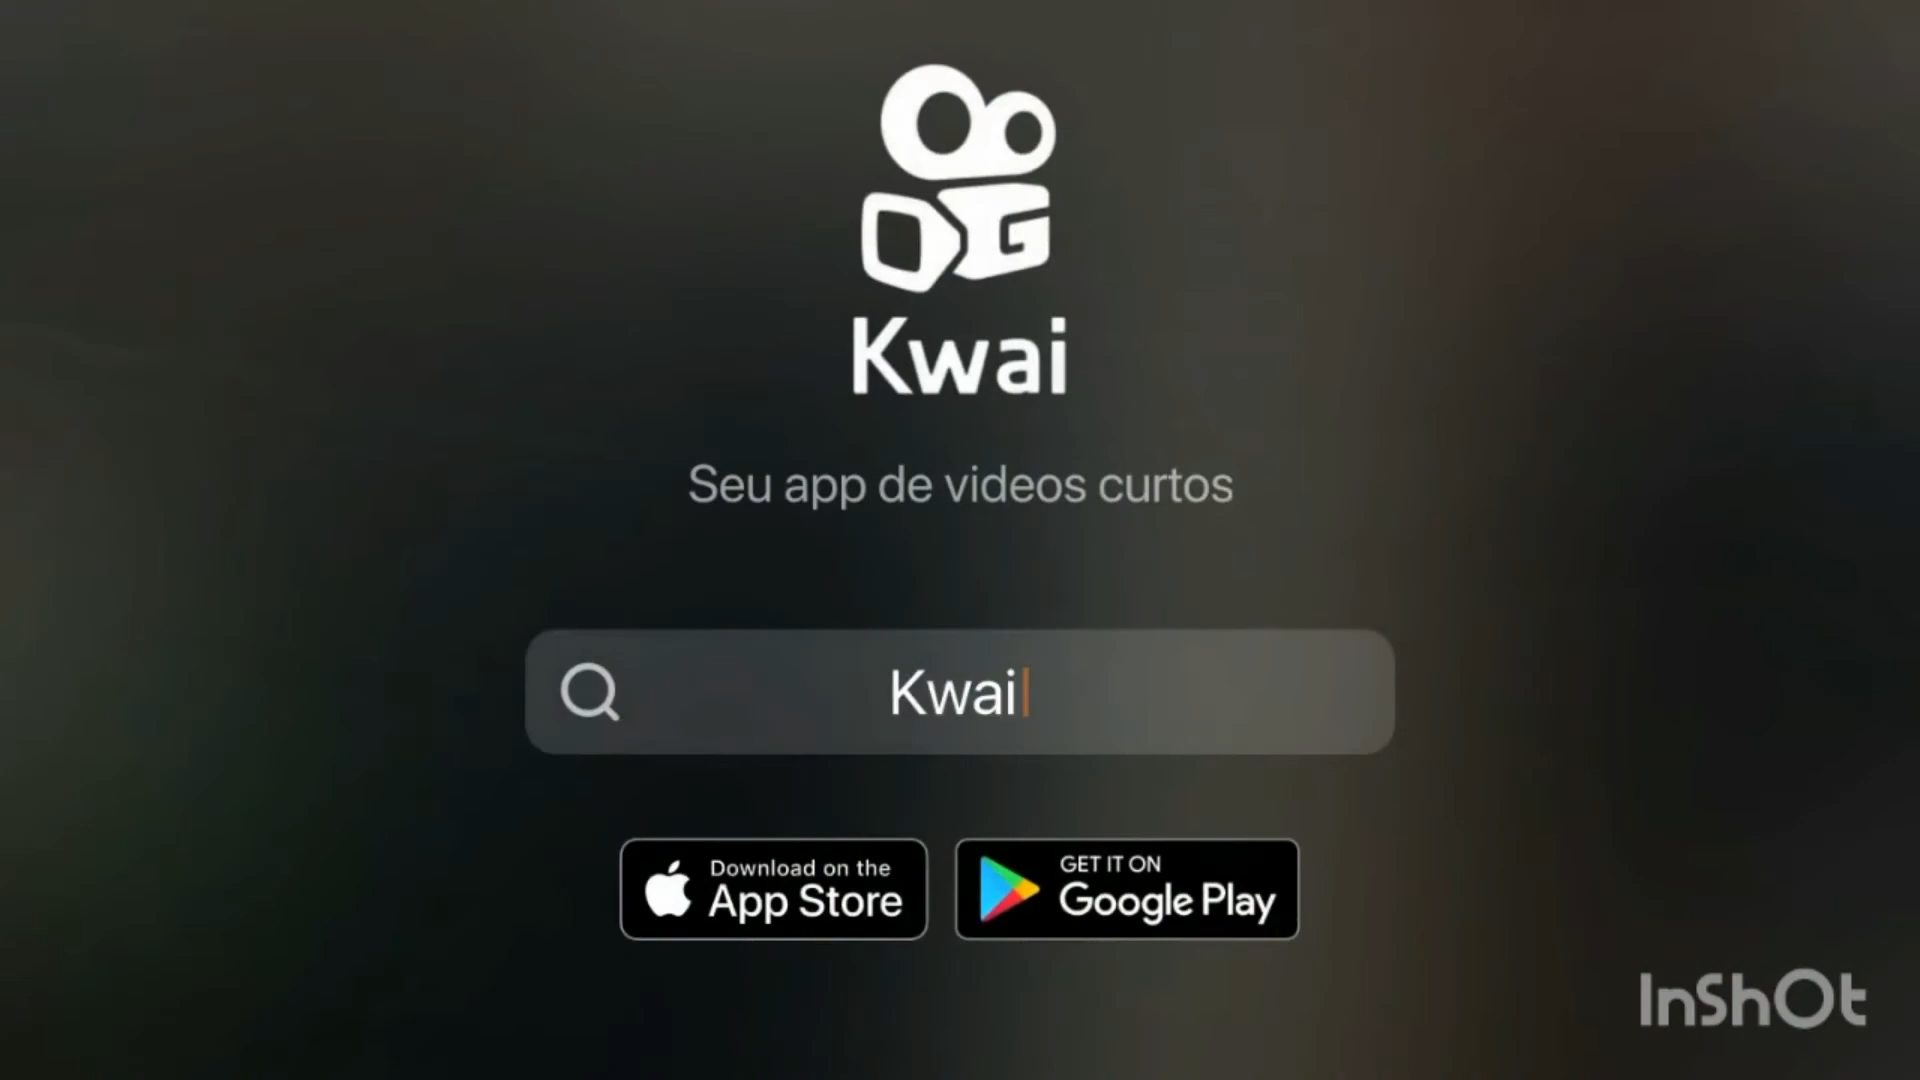 Kwai
Seu app de videos curtos
Kwai
Download on the
App Store
GET IT ON
Google Play
InShOt